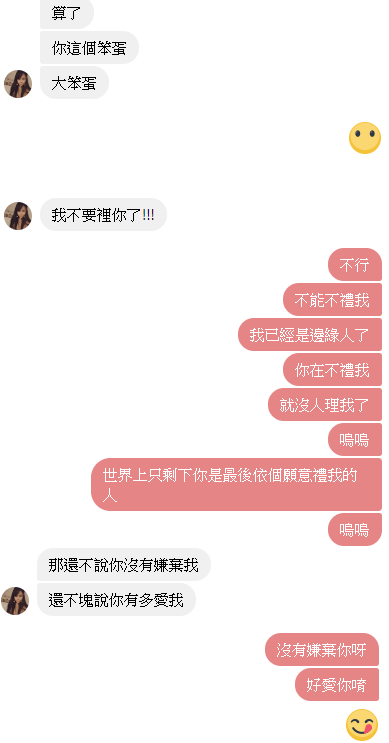 算了
你這個笨蛋
大笨蛋
我不要裡你了!!!
不行
不能不禮我
我已經是邊緣人了
你在不禮我
就沒人理我了
嗚嗚
世界上只剩下你是最後依個願意禮我的
人
嗚嗚
那還不說你沒有嫌棄我
還不塊說你有多愛我
沒有嫌棄你呀
好愛你唷